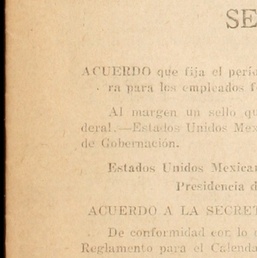 SE
ACUERDO que fija el perío
ra para los empleados f
Al margen un sello qu
deral.—Estados Unidos Mex
de Gobernación.
Estados Unidos Mexican
Presidencia d
ACUERDO A LA SECRET
De conformidad con lo
Reglamento para el Calenda